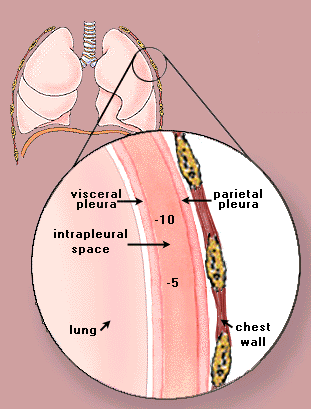 visceral
pleura
parietal
pleura
-10
intrapleural
space
-5
lung
chest
wall